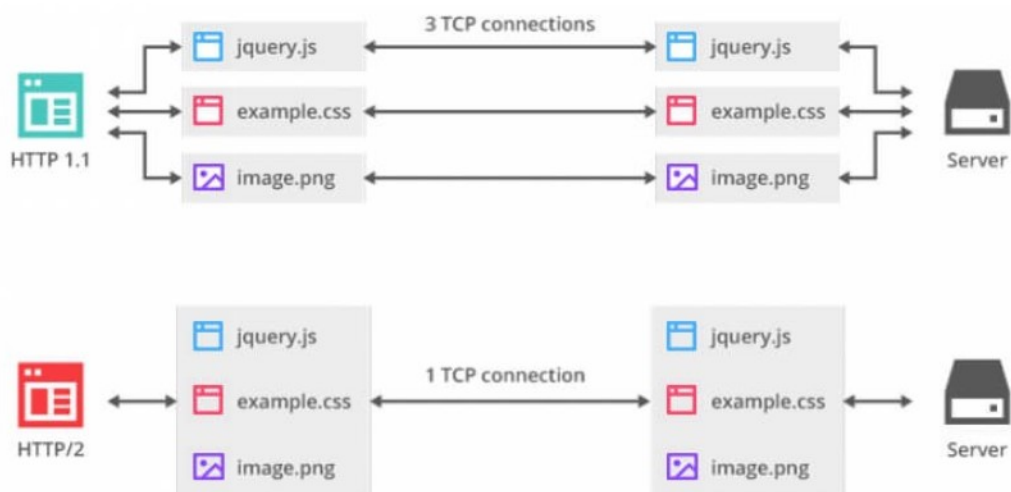 3 TCP connections
jquery.js jquery.js
example.css example.css
HTTP 1.1 Server
image.png image.png
jquery.js jquery.js
1 TCP connection
example.css example.css
HTTP/2 Server
image.png image.png